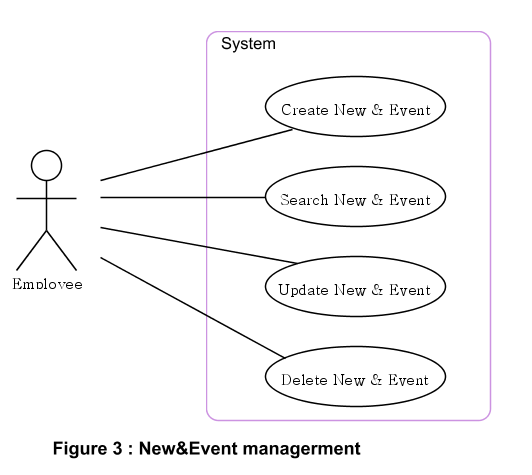 System
Create New & Event
Search New & Event
Employee
Update New & Event
Delete New & Event
Figure 3 : New&Event managerment